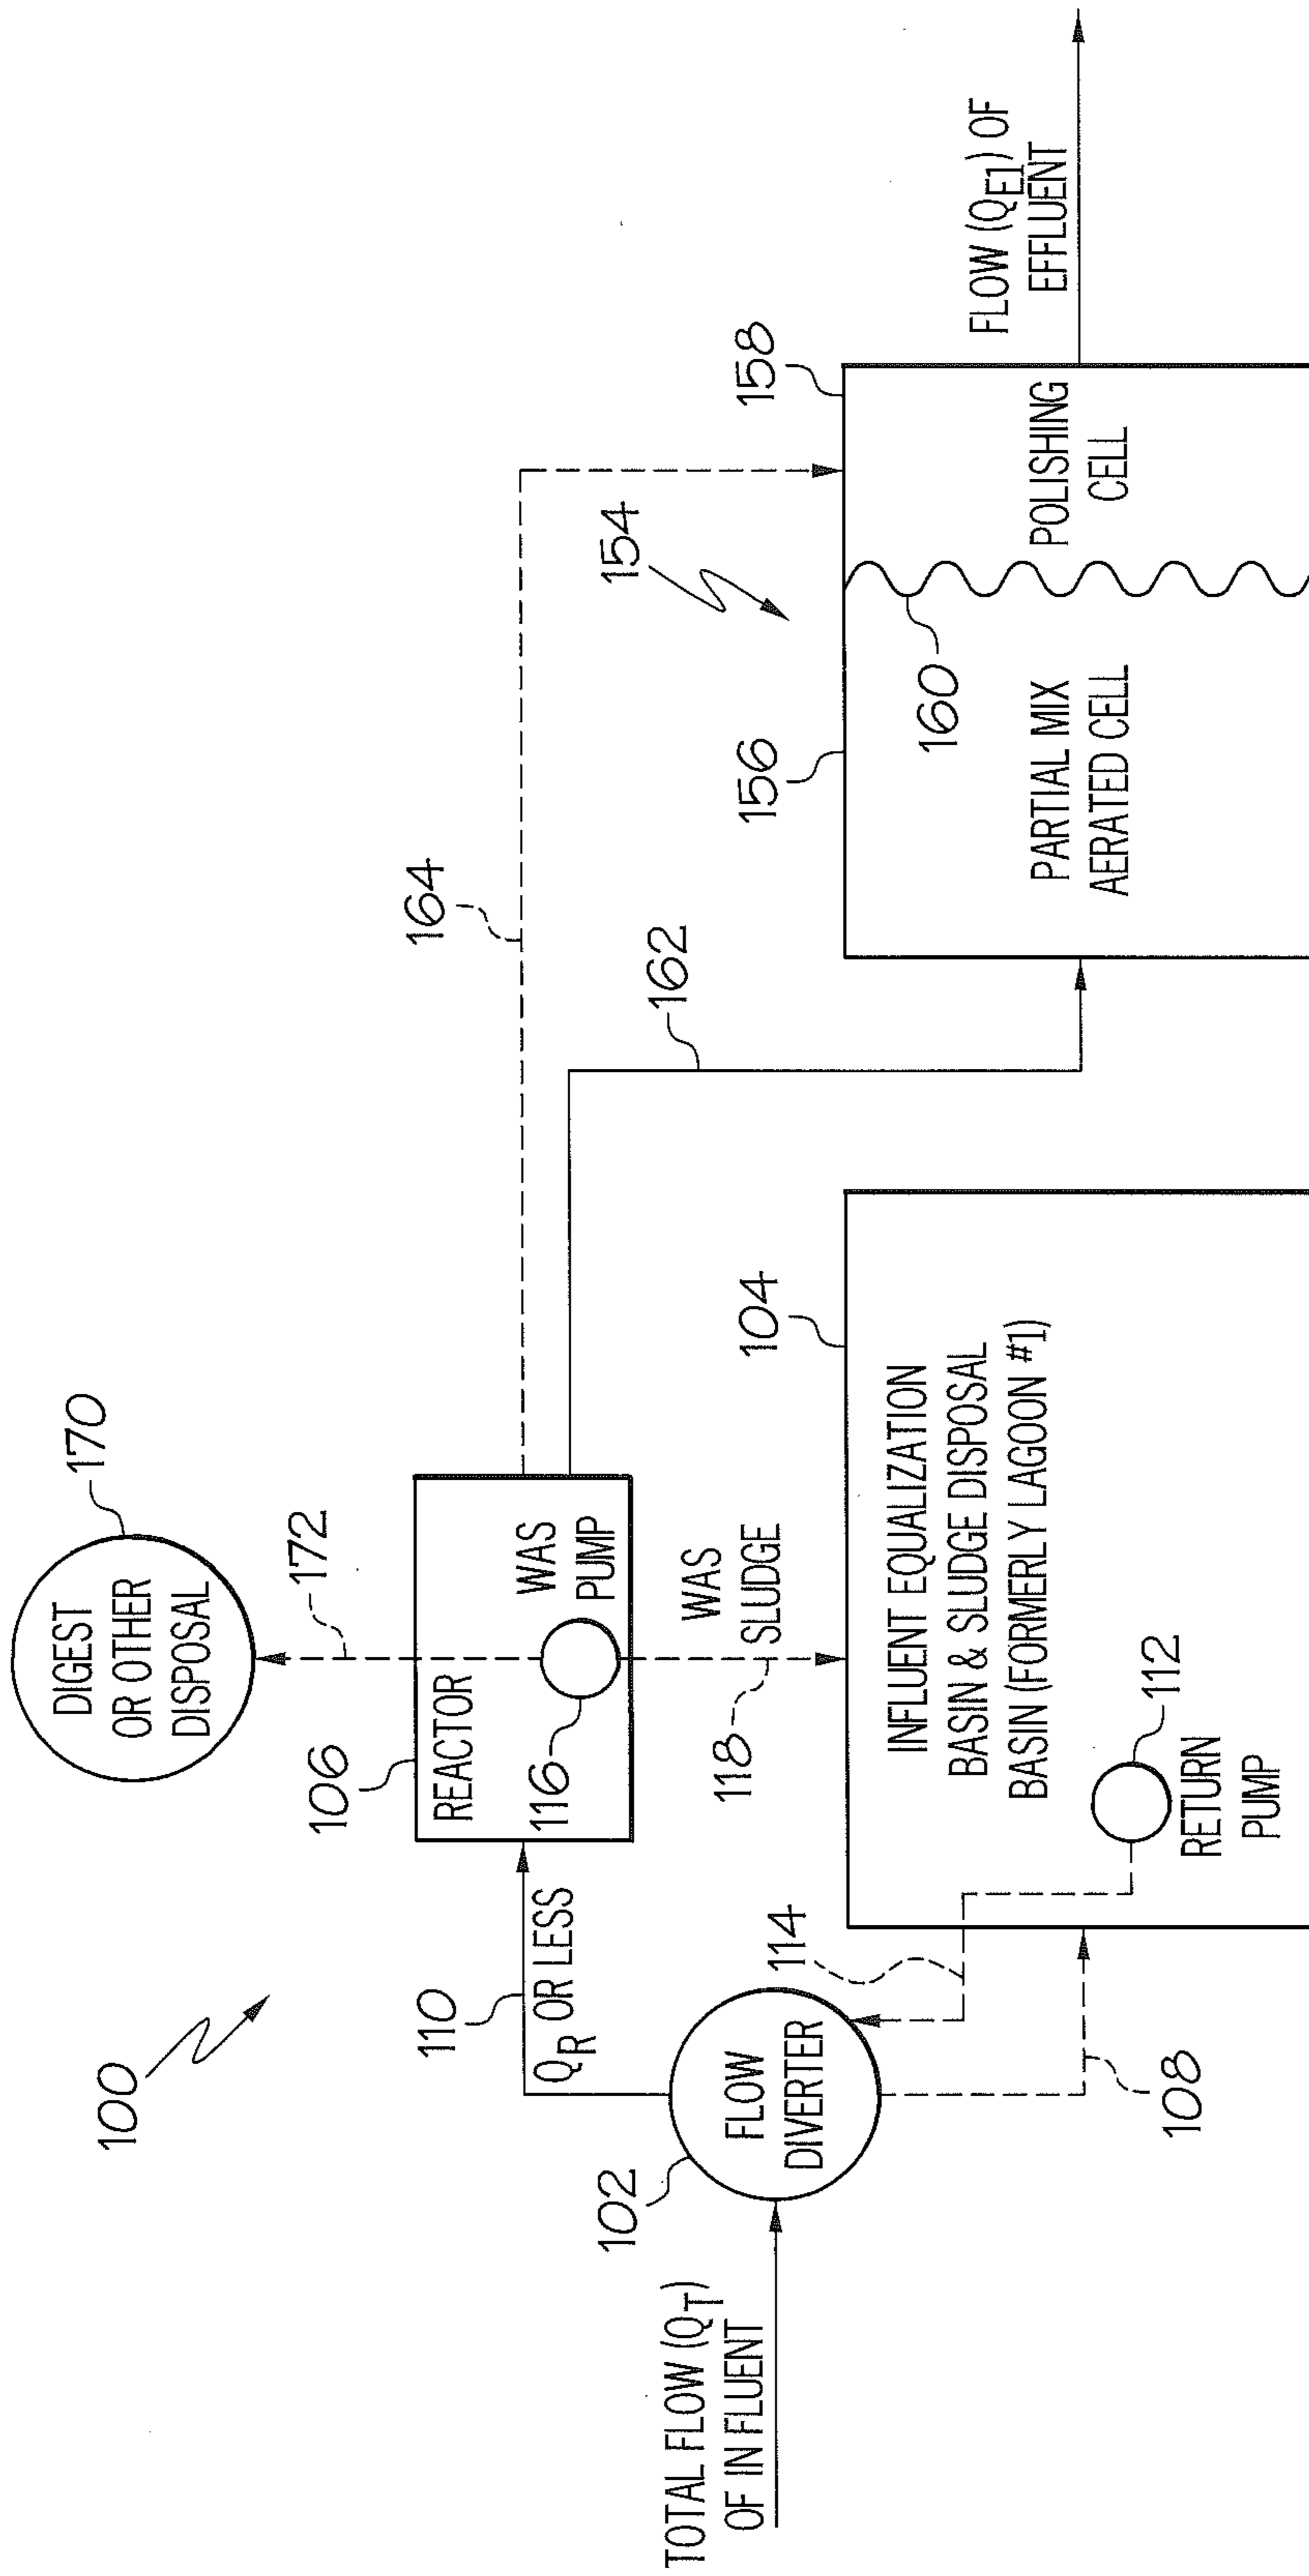 100
DIGEST
OR OTHER
DISPOSAL
170
172
106
REACTOR
116
WAS
PUMP
164
110
Q_R OR LESS
102
FLOW
DIVERTER
TOTAL FLOW (Q_T)
OF IN FLUENT
118
WAS
SLUDGE
162
154
114
108
104
INFLUENT EQUALIZATION
BASIN & SLUDGE DISPOSAL
BASIN (FORMERLY LAGOON #1)
112
RETURN
PUMP
156
158
160
PARTIAL MIX
AERATED CELL
POLISHING
CELL
FLOW (Q_E1) OF
EFFLUENT